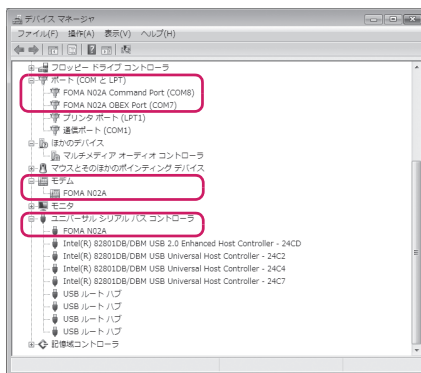 デバイス マネージャ
ファイル(F) 操作(A) 表示(V) ヘルプ(H)
フロッピー ドライブ コントローラ
ポート (COM と LPT)
FOMA N02A Command Port (COM8)
FOMA N02A OBEX Port (COM7)
プリンタ ポート (LPT1)
通信ポート (COM1)
ほかのデバイス
マルチメディア オーディオ コントローラ
マウスとそのほかのポインティング デバイス
モデム
FOMA N02A
モニタ
ユニバーサル シリアル バス コントローラ
FOMA N02A
Intel(R) 82801DB/DBM USB 2.0 Enhanced Host Controller - 24CD
Intel(R) 82801DB/DBM USB Universal Host Controller - 24C2
Intel(R) 82801DB/DBM USB Universal Host Controller - 24C4
Intel(R) 82801DB/DBM USB Universal Host Controller - 24C7
USB ルート ハブ
USB ルート ハブ
USB ルート ハブ
USB ルート ハブ
記憶域コントローラ